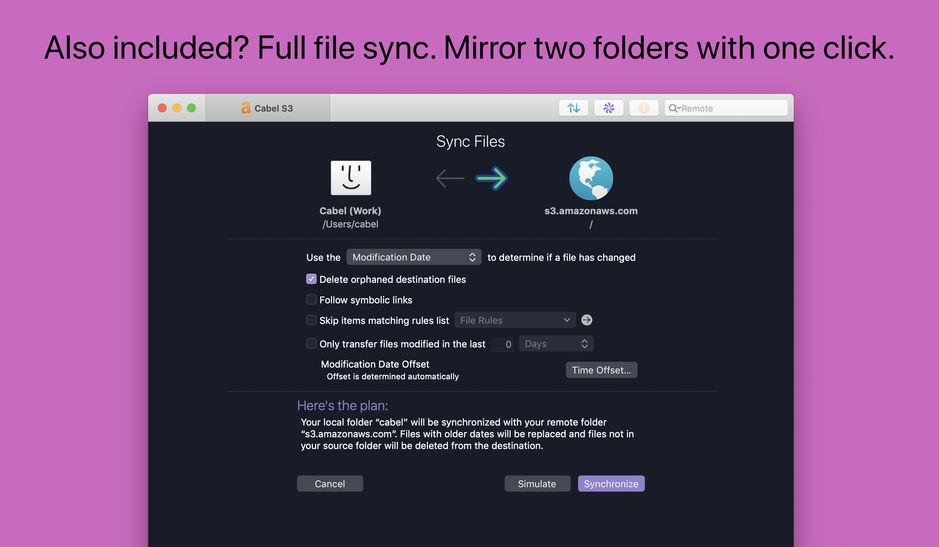 Also included? Full file sync. Mirror two folders with one click.
Cabel S3
Remote
Sync Files
Cabel (Work)
/Users/cabel
s3.amazonaws.com
/
Use the Modification Date to determine if a file has changed
Delete orphaned destination files
Follow symbolic links
Skip items matching rules list File Rules
Only transfer files modified in the last 0 Days
Modification Date Offset
Offset is determined automatically
Time Offset...
Here's the plan:
Your local folder “cabel” will be synchronized with your remote folder
“s3.amazonaws.com”. Files with older dates will be replaced and files not in
your source folder will be deleted from the destination.
Cancel
Simulate
Synchronize